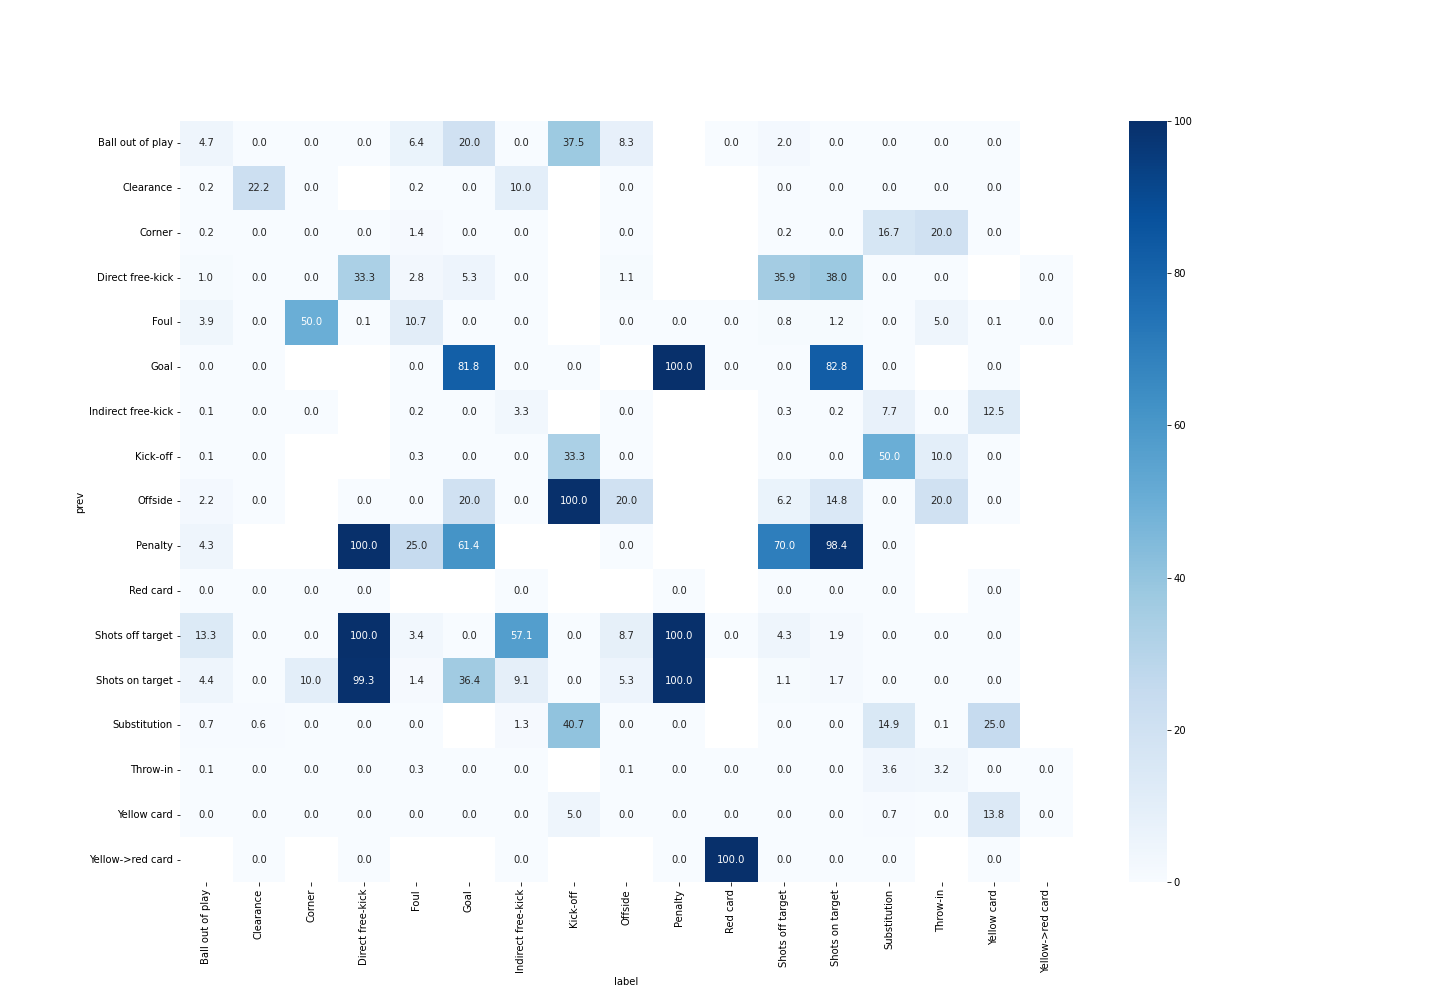 Ball out of play 4.7 0.0 0.0 0.0 6.4 20.0 0.0 37.5 8.3 0.0 2.0 0.0 0.0 0.0 0.0 100
Clearance 0.2 22.2 0.0 0.2 0.0 10.0 0.0 0.0 0.0 0.0 0.0 0.0
Corner 0.2 0.0 0.0 0.0 1.4 0.0 0.0 0.0 0.2 0.0 16.7 20.0 0.0
Direct free-kick 1.0 0.0 0.0 33.3 2.8 5.3 0.0 1.1 35.9 38.0 0.0 0.0 0.0 80
Foul 3.9 0.0 50.0 0.1 10.7 0.0 0.0 0.0 0.0 0.0 0.8 1.2 0.0 5.0 0.1 0.0
Goal 0.0 0.0 0.0 81.8 0.0 0.0 100.0 0.0 0.0 82.8 0.0 0.0
Indirect free-kick 0.1 0.0 0.0 0.2 0.0 3.3 0.0 0.3 0.2 7.7 0.0 12.5 60
Kick-off 0.1 0.0 0.3 0.0 0.0 33.3 0.0 0.0 0.0 50.0 10.0 0.0
Offside 2.2 0.0 0.0 0.0 20.0 0.0 100.0 20.0 6.2 14.8 0.0 20.0 0.0
Penalty 4.3 100.0 25.0 61.4 0.0 70.0 98.4 0.0
40
Red card 0.0 0.0 0.0 0.0 0.0 0.0 0.0 0.0 0.0 0.0
Shots off target 13.3 0.0 0.0 100.0 3.4 0.0 57.1 0.0 8.7 100.0 0.0 4.3 1.9 0.0 0.0 0.0
Shots on target 4.4 0.0 10.0 99.3 1.4 36.4 9.1 0.0 5.3 100.0 1.1 1.7 0.0 0.0 0.0
Substitution 0.7 0.6 0.0 0.0 0.0 1.3 40.7 0.0 0.0 0.0 0.0 14.9 0.1 25.0 20
Throw-in 0.1 0.0 0.0 0.0 0.3 0.0 0.0 0.1 0.0 0.0 0.0 0.0 3.6 3.2 0.0 0.0
Yellow card 0.0 0.0 0.0 0.0 0.0 0.0 0.0 5.0 0.0 0.0 0.0 0.0 0.0 0.7 0.0 13.8 0.0
Yellow->red card 0.0 0.0 0.0 0.0 100.0 0.0 0.0 0.0 0.0 0
prev
Ball out of play
Clearance
Corner
Direct free-kick
Foul
Goal
Indirect free-kick
Kick-off
Offside
Penalty
Red card
Shots off target
Shots on target
Substitution
Throw-in
Yellow card
Yellow->red card
label